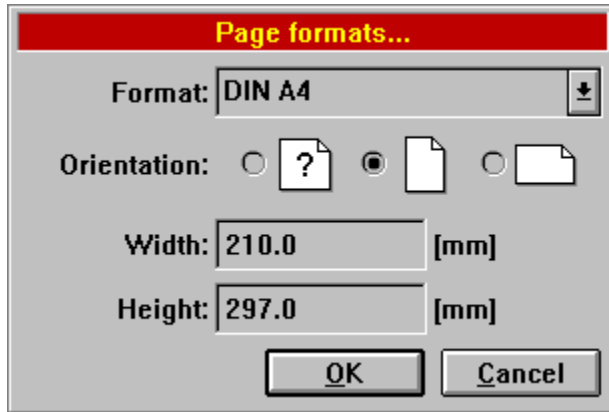 Page formats...
Format: DIN A4
Orientation: ?
Width: 210.0 [mm]
Height: 297.0 [mm]
OK Cancel